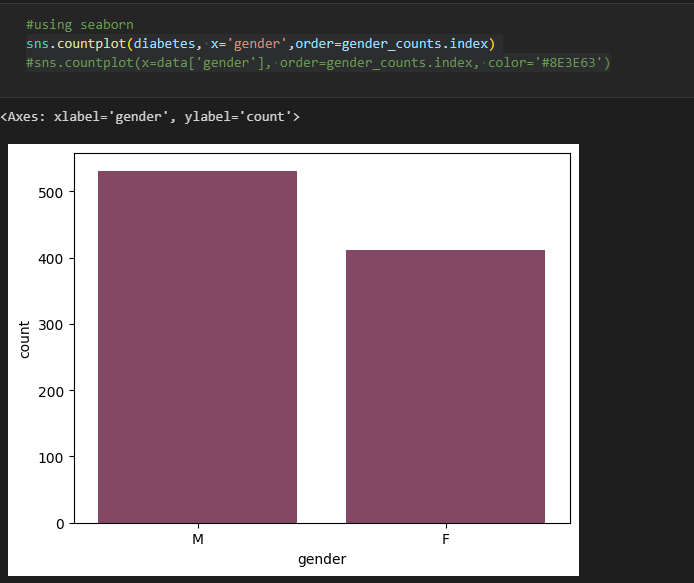 #using seaborn
sns.countplot(diabetes, x='gender',order=gender_counts.index)
#sns.countplot(x=data['gender'], order=gender_counts.index, color='#8E3E63')
<Axes: xlabel='gender', ylabel='count'>
500
400
300
200
100
0
count
M F
gender